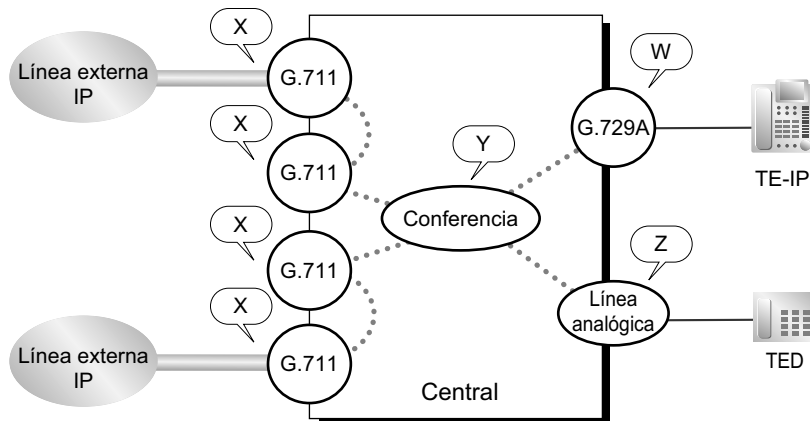 X
Línea externa
IP
G.711
X
G.711
X
G.711
X
Línea externa
IP
G.711
Y
Conferencia
W
G.729A
TE-IP
Z
Línea
analógica
TED
Central